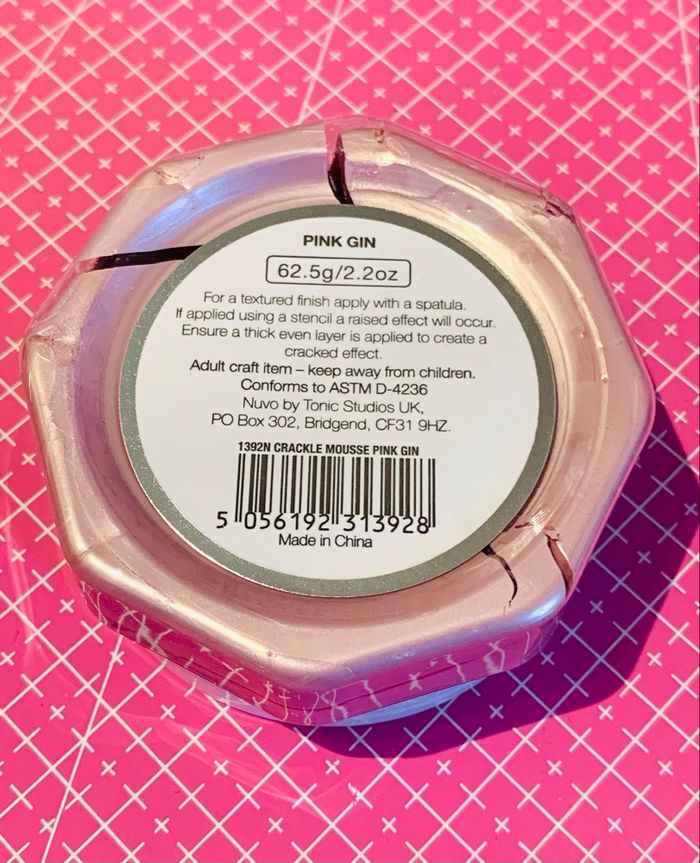 PINK GIN
62.5g/2.2oz
For a textured finish apply with a spatula.
If applied using a stencil a raised effect will occur.
Ensure a thick even layer is applied to create a
cracked effect.
Adult craft item – keep away from children.
Conforms to ASTM D-4236
Nuvo by Tonic Studios UK,
PO Box 302, Bridgend, CF31 9HZ.
1392N CRACKLE MOUSSE PINK GIN
5 056192 313928
Made in China